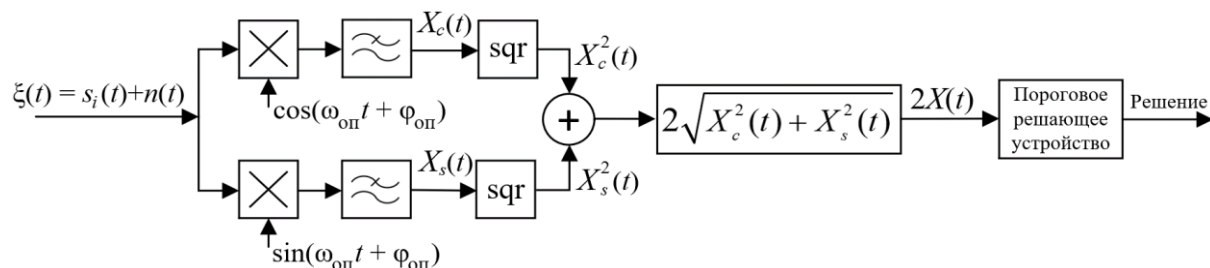 X_c(t)
sqr
X_c^2(t)
ξ(t) = s_i(t)+n(t)
cos(ω_оп t + φ_оп)
+
2√(X_c^2(t) + X_s^2(t))
2X(t)
Пороговое
решающее
устройство
Решение
X_s(t)
sqr
X_s^2(t)
sin(ω_оп t + φ_оп)